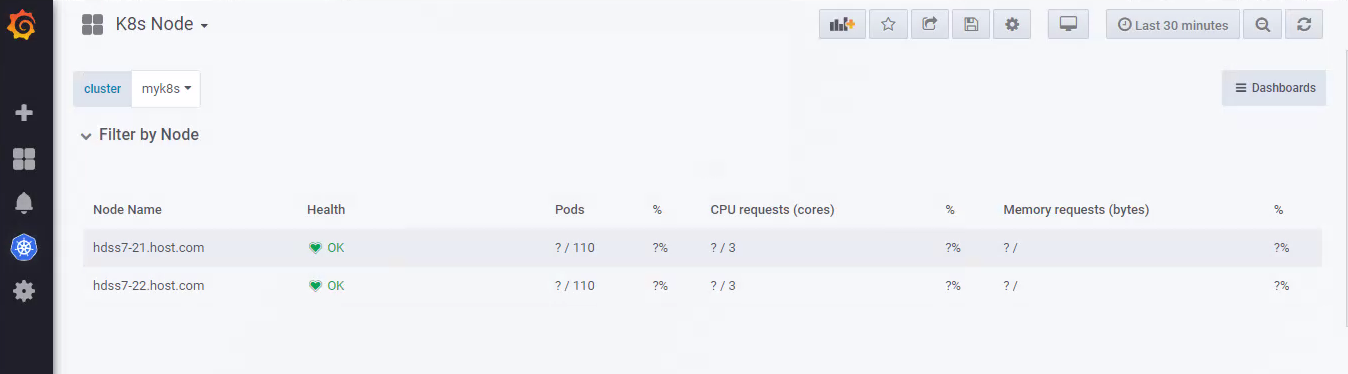 K8s Node
Last 30 minutes
cluster myk8s
Dashboards
Filter by Node
Node Name Health Pods % CPU requests (cores) % Memory requests (bytes) %
hdss7-21.host.com OK ? / 110 ?% ? / 3 ?% ? / ?%
hdss7-22.host.com OK ? / 110 ?% ? / 3 ?% ? / ?%